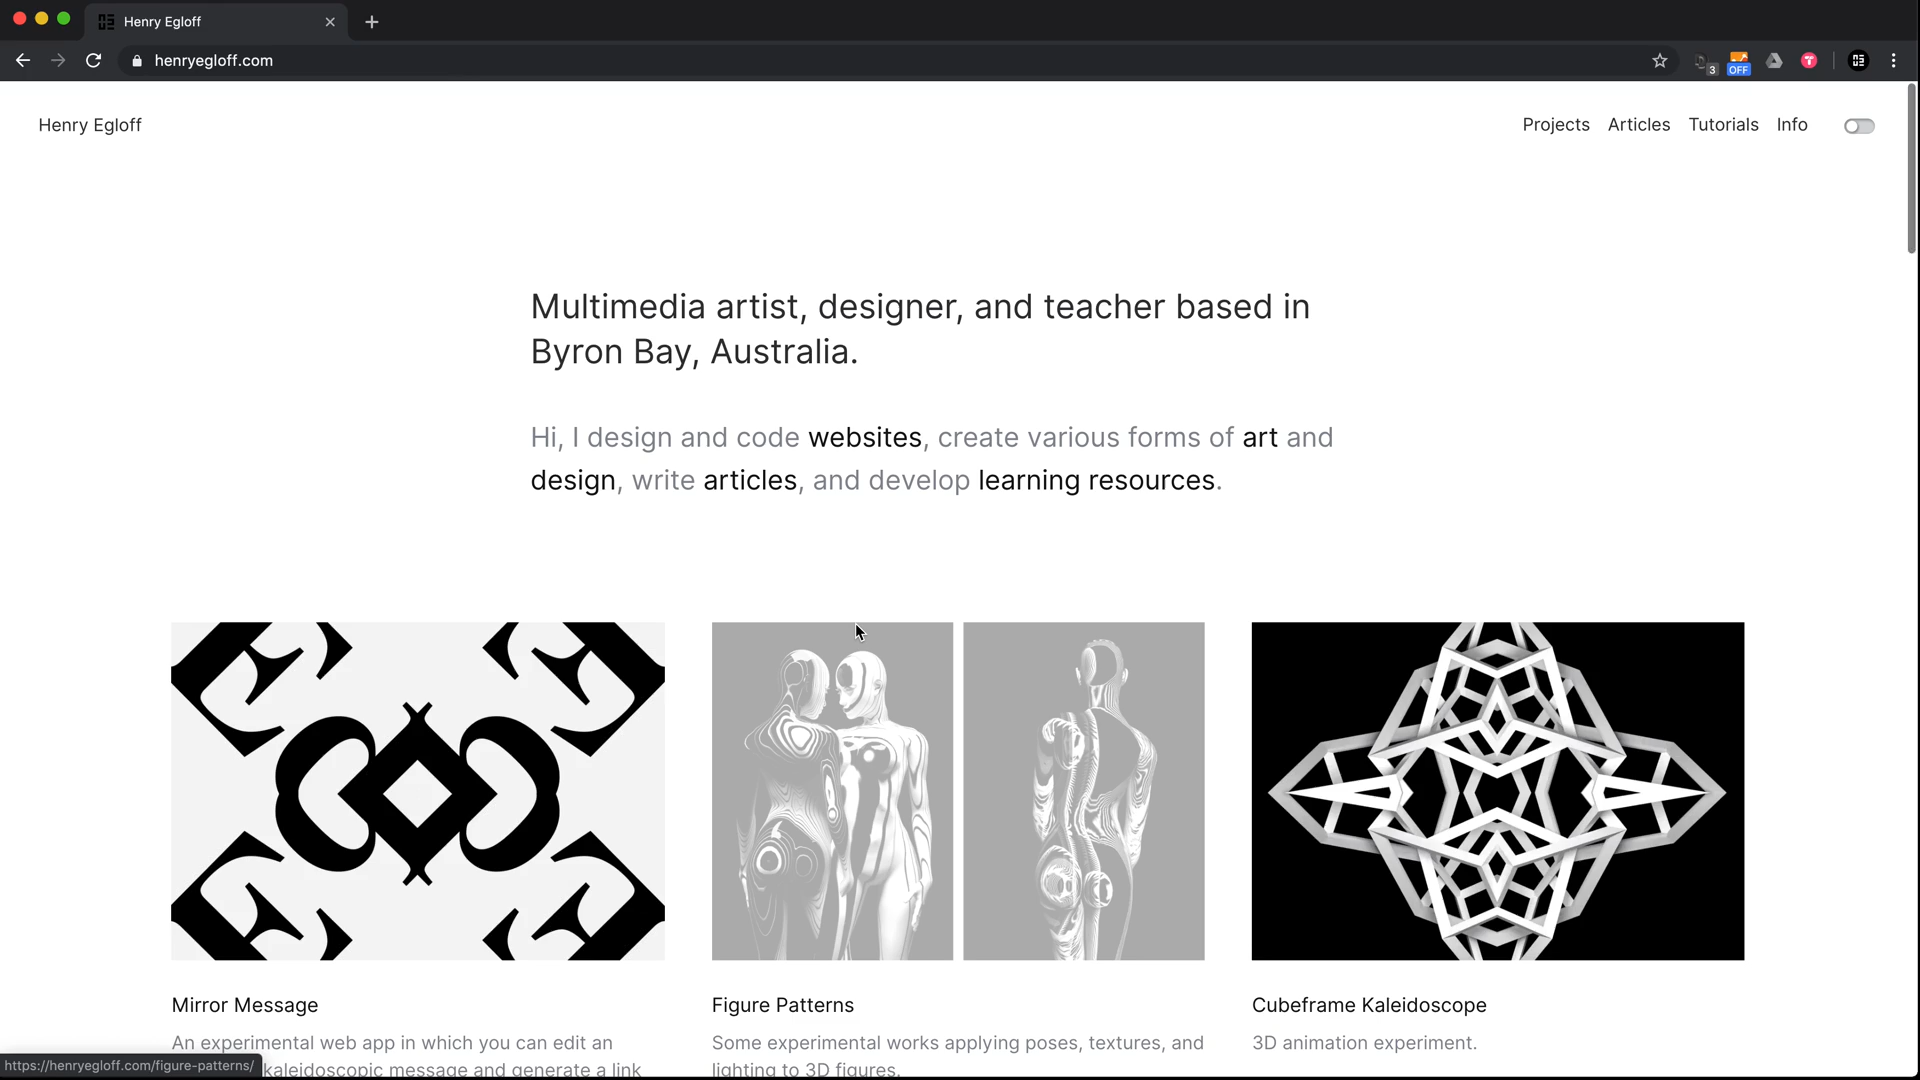 Henry Egloff
henryegloff.com
3
OFF
T
Henry Egloff
Projects Articles Tutorials Info
Multimedia artist, designer, and teacher based in
Byron Bay, Australia.
Hi, I design and code websites, create various forms of art and
design, write articles, and develop learning resources.
Mirror Message
An experimental web app in which you can edit an
kaleidoscopic message and generate a link
Figure Patterns
Some experimental works applying poses, textures, and
lighting to 3D figures.
Cubeframe Kaleidoscope
3D animation experiment.
https://henryegloff.com/figure-patterns/